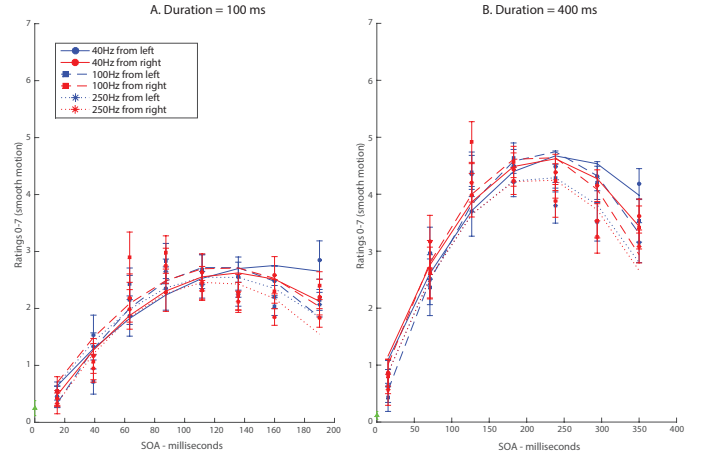 A. Duration = 100 ms
B. Duration = 400 ms
40Hz from left
40Hz from right
100Hz from left
100Hz from right
250Hz from left
250Hz from right
Ratings 0-7 (smooth motion)
7
6
5
4
3
2
1
0
0 20 40 60 80 100 120 140 160 180 200
SOA - milliseconds
Ratings 0-7 (smooth motion)
7
6
5
4
3
2
1
0
0 50 100 150 200 250 300 350 400
SOA - milliseconds